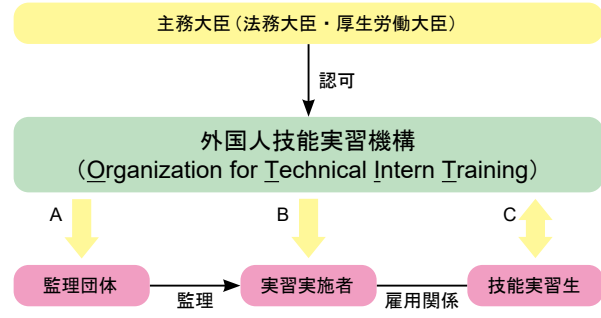 主務大臣(法務大臣・厚生労働大臣)
認可
外国人技能実習機構
(Organization for Technical Intern Training)
A
B
C
監理団体
監理
実習実施者
雇用関係
技能実習生